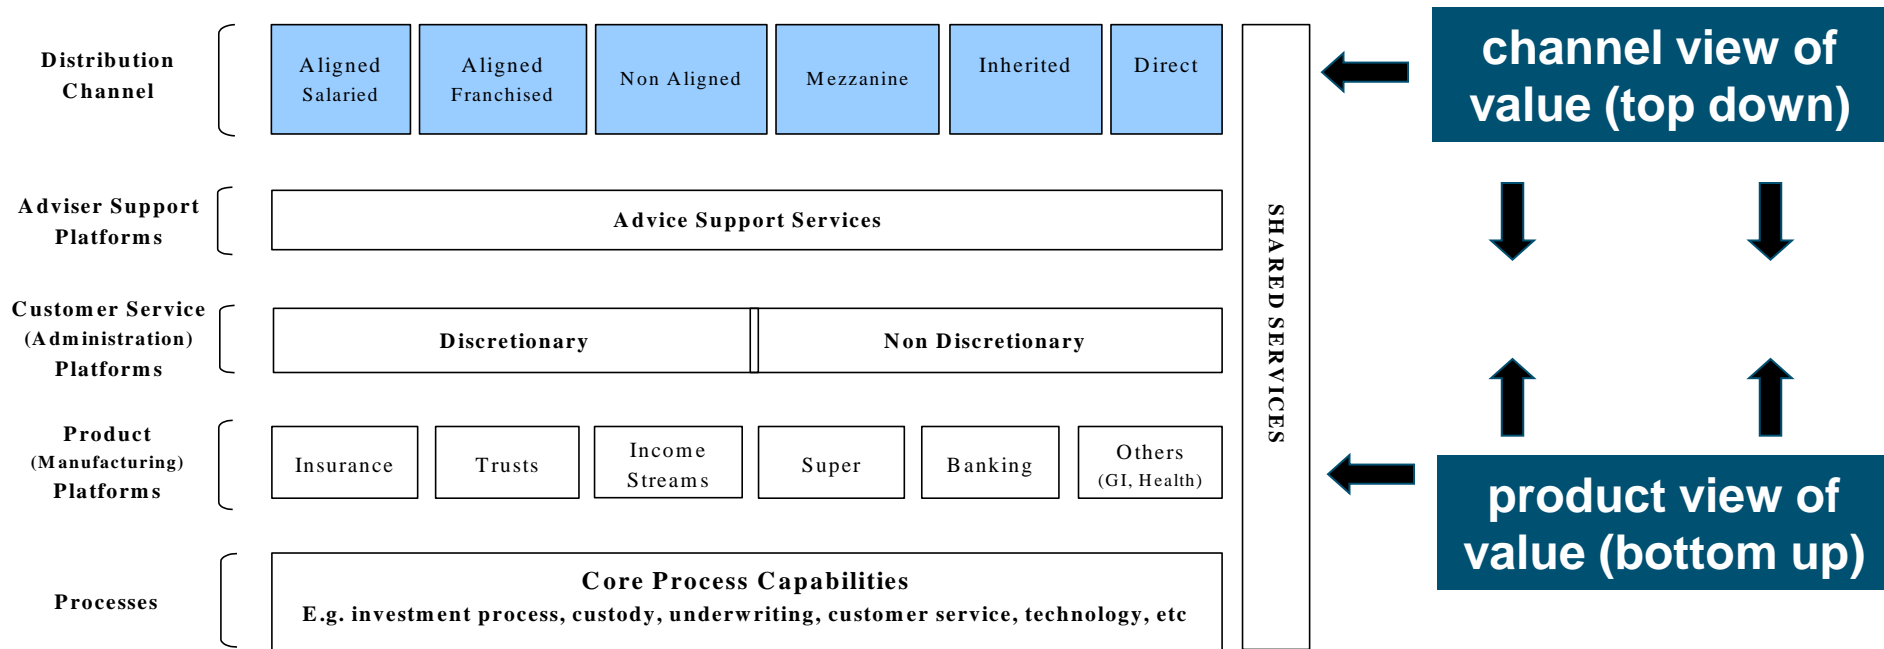 Distribution
Channel
Aligned
Salaried
Aligned
Franchised
Non Aligned
Mezzanine
Inherited
Direct
channel view of
value (top down)
Adviser Support
Platforms
Advice Support Services
SHARED SERVICES
Customer Service
(Administration)
Platforms
Discretionary
Non Discretionary
Product
(Manufacturing)
Platforms
Insurance
Trusts
Income
Streams
Super
Banking
Others
(GI, Health)
product view of
value (bottom up)
Processes
Core Process Capabilities
E.g. investment process, custody, underwriting, customer service, technology, etc